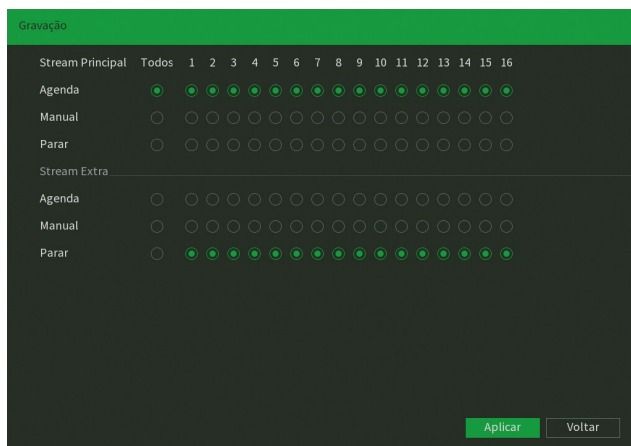 Gravação
Stream Principal Todos 1 2 3 4 5 6 7 8 9 10 11 12 13 14 15 16
Agenda
Manual
Parar
Stream Extra
Agenda
Manual
Parar
Aplicar Voltar